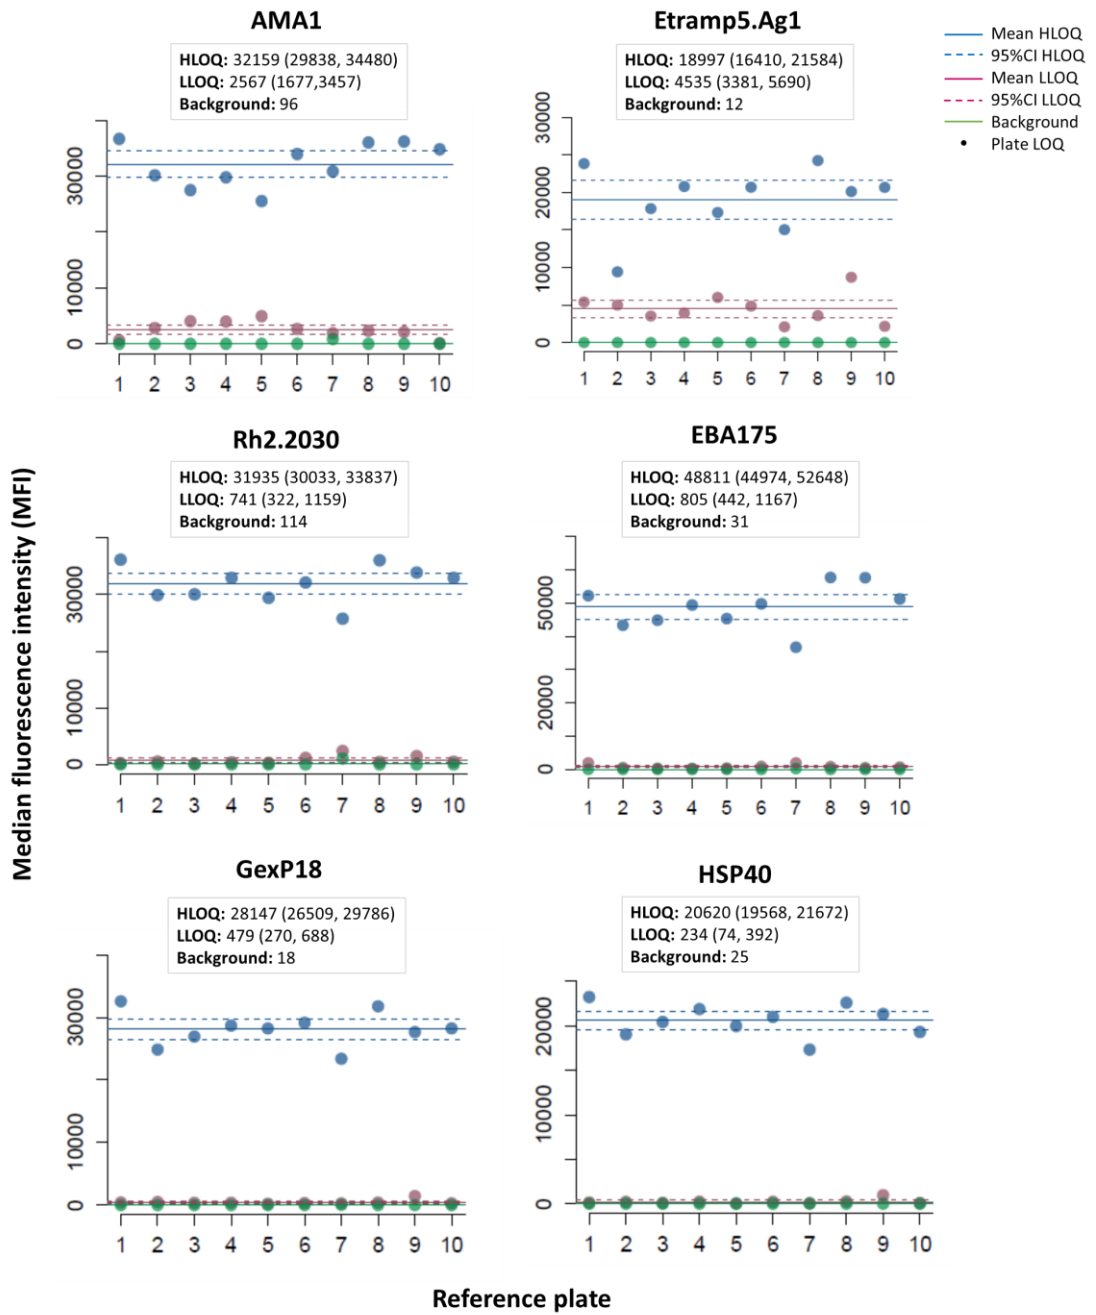 AMA1
HLOQ: 32159 (29838, 34480)
LLOQ: 2567 (1677,3457)
Background: 96
30000
10000
0
1 2 3 4 5 6 7 8 9 10
Etramp5.Ag1
HLOQ: 18997 (16410, 21584)
LLOQ: 4535 (3381, 5690)
Background: 12
30000
20000
10000
0
1 2 3 4 5 6 7 8 9 10
Mean HLOQ
95%CI HLOQ
Mean LLOQ
95%CI LLOQ
Background
Plate LOQ
Median fluorescence intensity (MFI)
Rh2.2030
HLOQ: 31935 (30033, 33837)
LLOQ: 741 (322, 1159)
Background: 114
30000
10000
0
1 2 3 4 5 6 7 8 9 10
EBA175
HLOQ: 48811 (44974, 52648)
LLOQ: 805 (442, 1167)
Background: 31
50000
20000
0
1 2 3 4 5 6 7 8 9 10
GexP18
HLOQ: 28147 (26509, 29786)
LLOQ: 479 (270, 688)
Background: 18
30000
10000
0
1 2 3 4 5 6 7 8 9 10
HSP40
HLOQ: 20620 (19568, 21672)
LLOQ: 234 (74, 392)
Background: 25
20000
10000
0
1 2 3 4 5 6 7 8 9 10
Reference plate